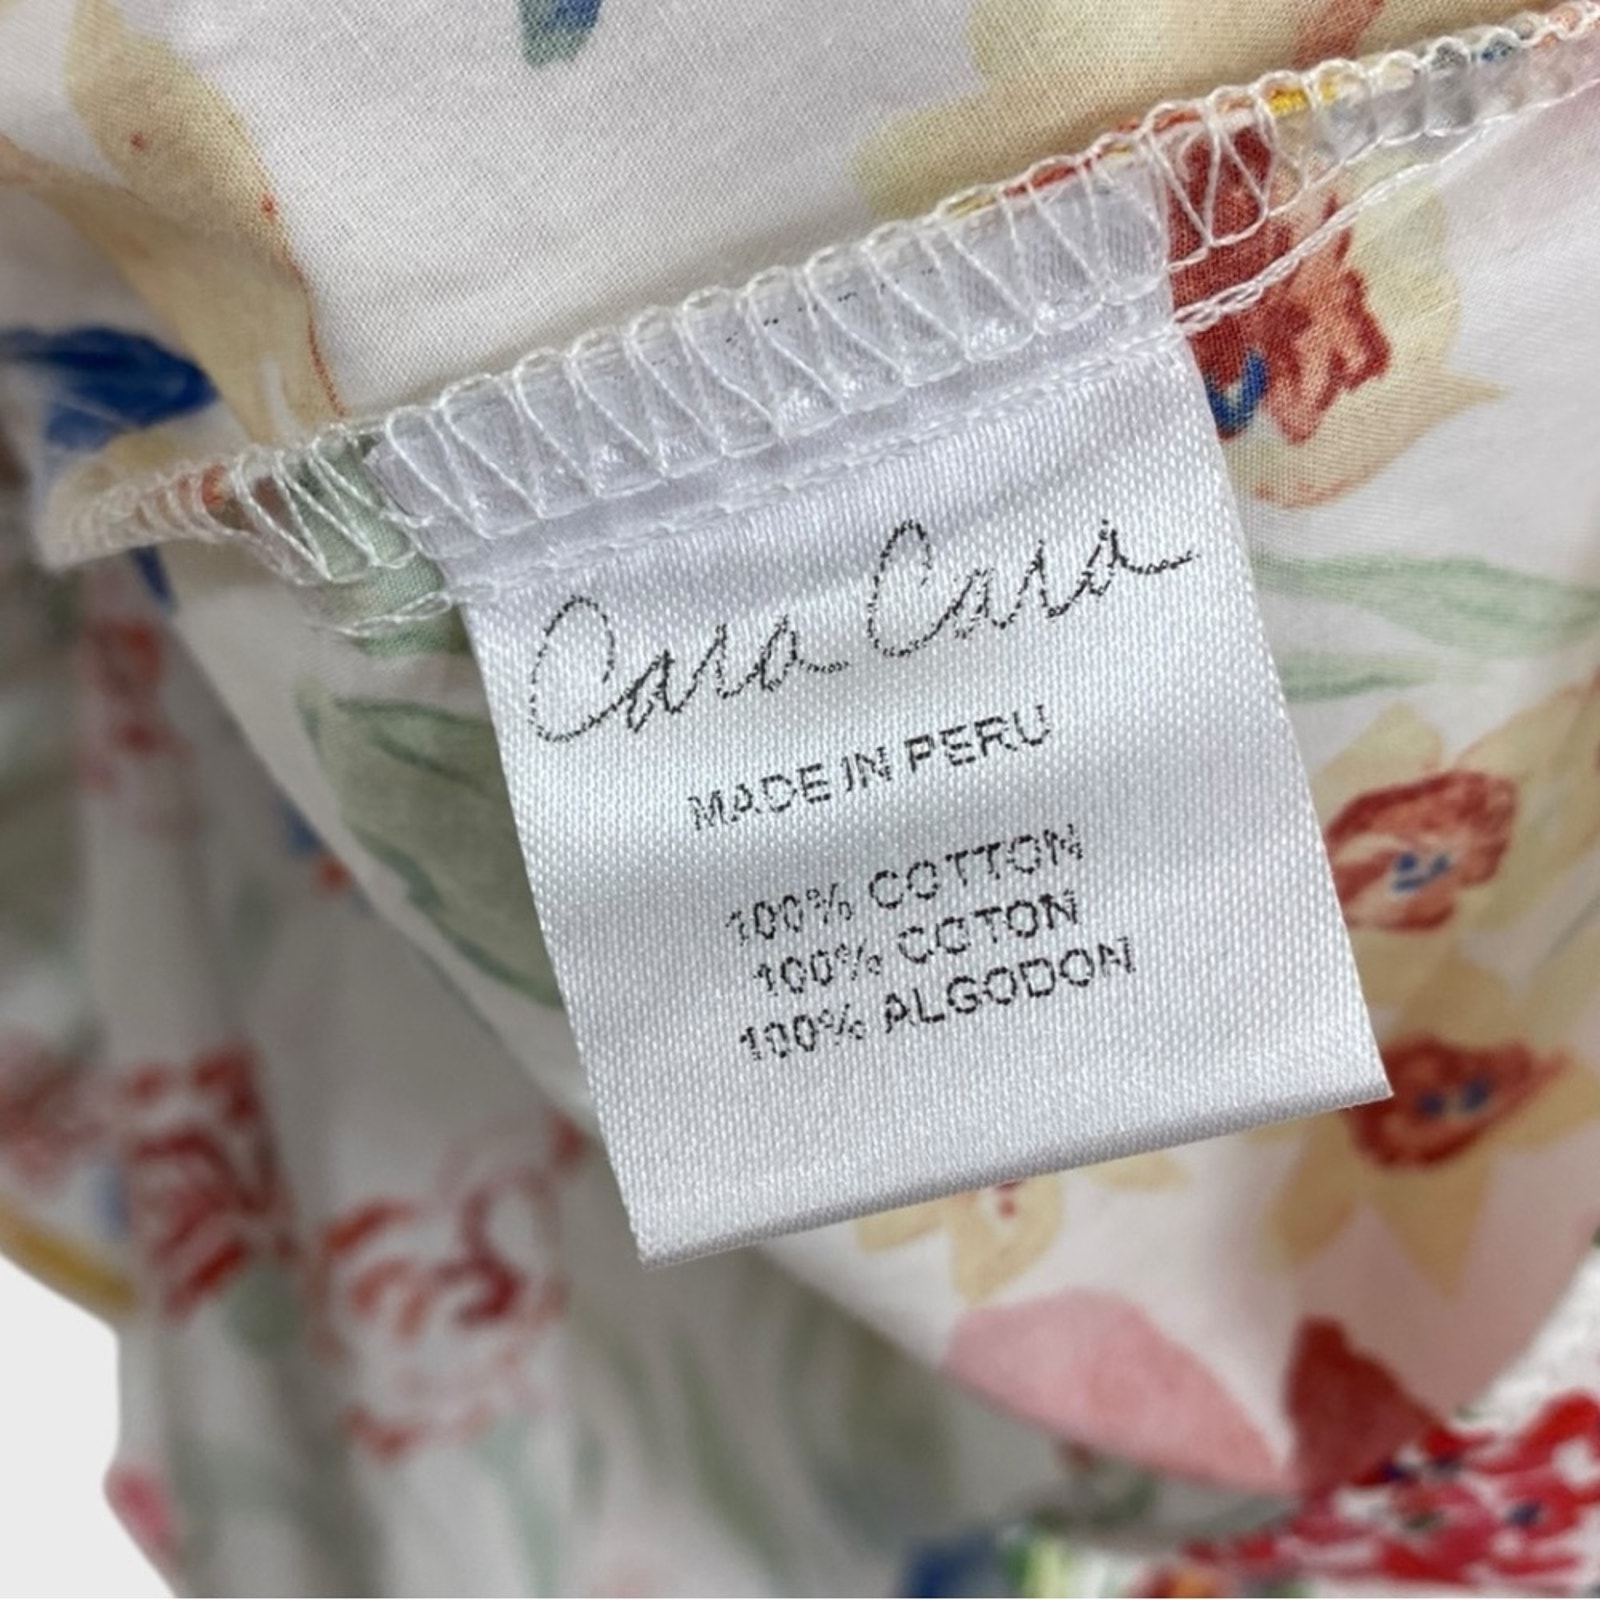 Cara Cara
MADE IN PERU
100% COTTON
100% COTON
100% ALGODON